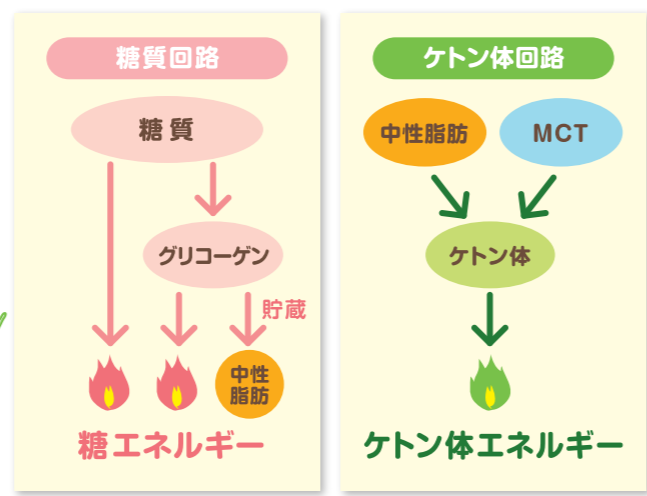 糖質回路
糖質
グリコーゲン
貯蔵
中性
脂肪
糖エネルギー
ケトン体回路
中性脂肪
MCT
ケトン体
ケトン体エネルギー